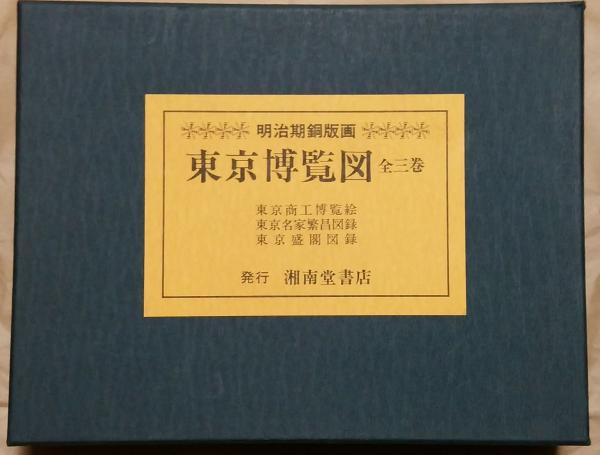 明治期銅版画
東京博覧図 全三巻
東京商工博覧絵
東京名家繁昌図録
東京盛閣図録
発行 湘南堂書店